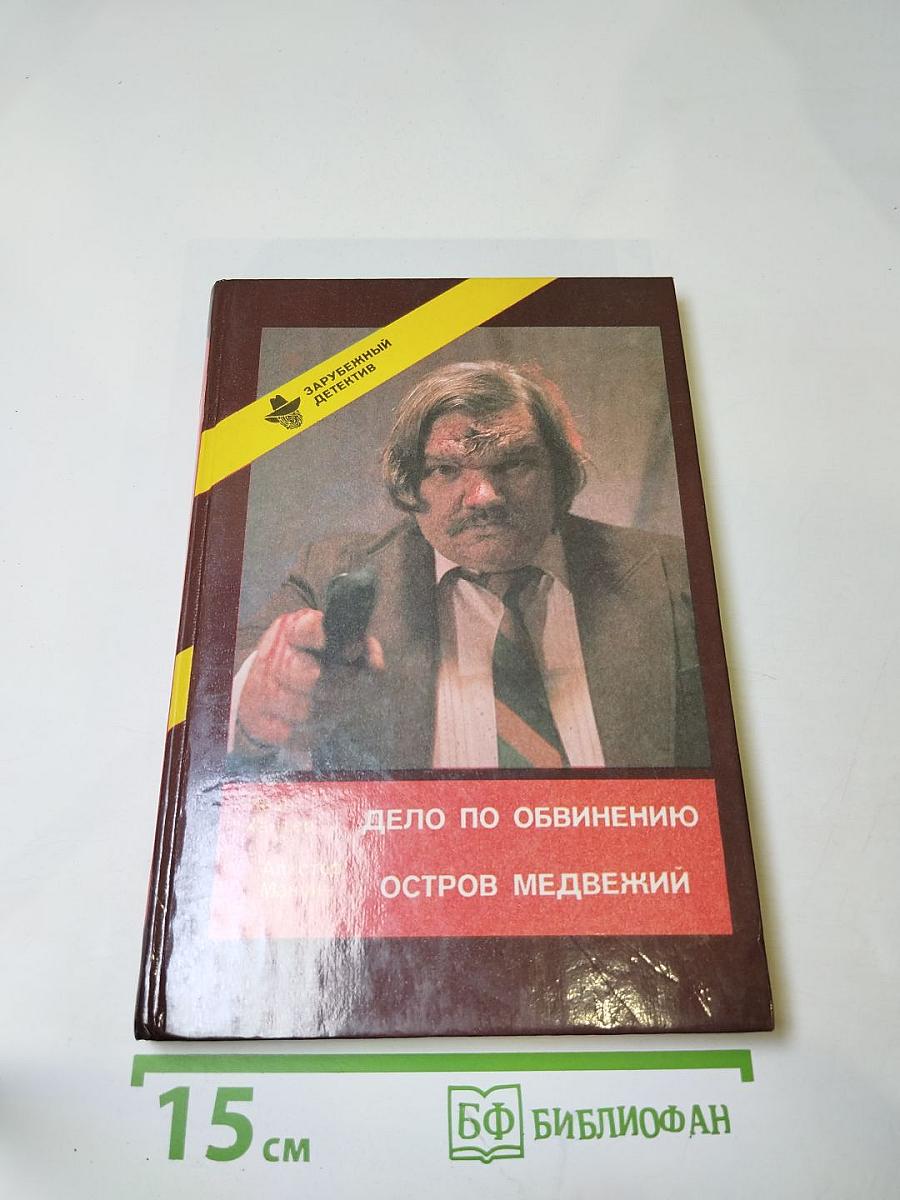 ЗАРУБЕЖНЫЙ
ДЕТЕКТИВ
ДЕЛО ПО ОБВИНЕНИЮ
ОСТРОВ МЕДВЕЖИЙ
15 см
БФ БИБЛИОФАН